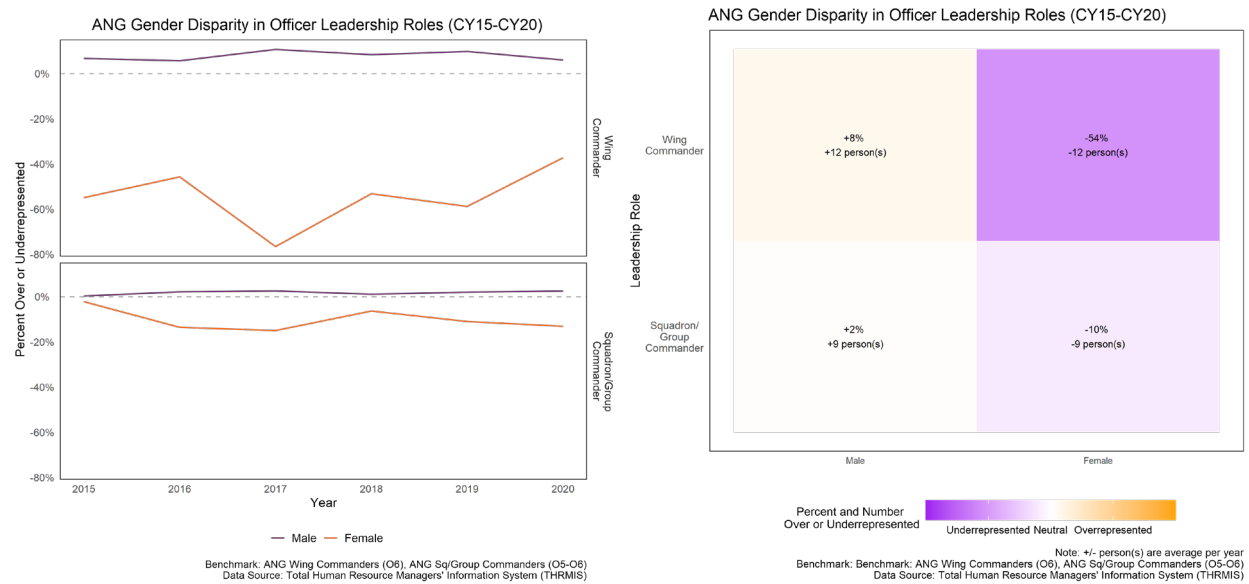 ANG Gender Disparity in Officer Leadership Roles (CY15-CY20)
Percent Over or Underrepresented
0%
-20%
-40%
-60%
-80%
Wing
Commander
0%
-20%
-40%
-60%
-80%
Squadron/Group
Commander
2015 2016 2017 2018 2019 2020
Year
Male Female
Benchmark: ANG Wing Commanders (O6), ANG Sq/Group Commanders (O5-O6)
Data Source: Total Human Resource Managers' Information System (THRMIS)
ANG Gender Disparity in Officer Leadership Roles (CY15-CY20)
Leadership Role
Wing
Commander
+8%
+12 person(s)
-54%
-12 person(s)
Squadron/
Group
Commander
+2%
+9 person(s)
-10%
-9 person(s)
Male Female
Percent and Number
Over or Underrepresented
Underrepresented Neutral Overrepresented
Note: +/- person(s) are average per year
Benchmark: Benchmark: ANG Wing Commanders (O6), ANG Sq/Group Commanders (O5-O6)
Data Source: Total Human Resource Managers' Information System (THRMIS)